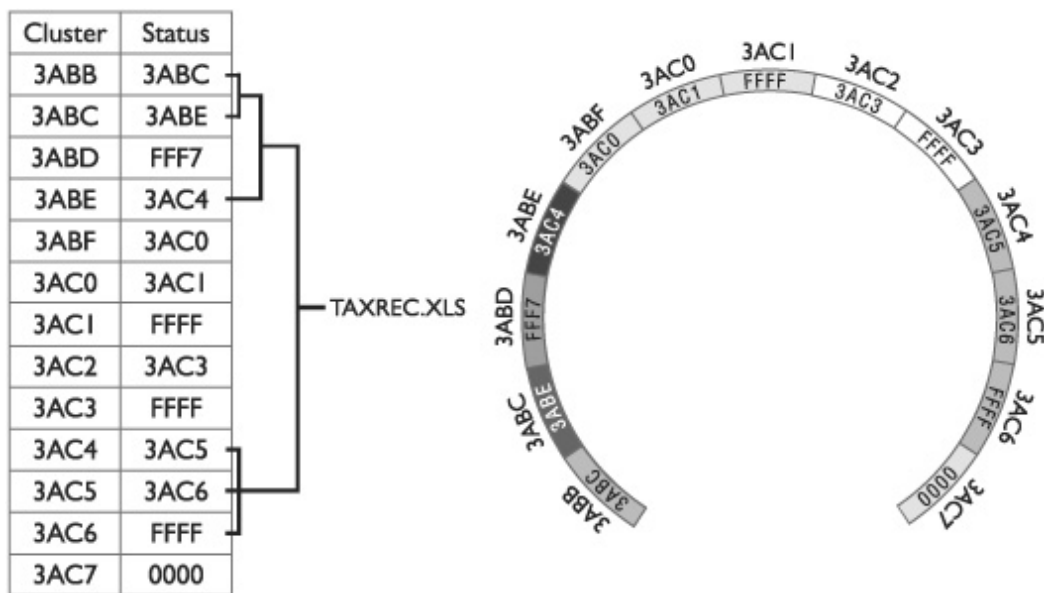 Cluster Status
3ABB 3ABC
3ABC 3ABE
3ABD FFF7
3ABE 3AC4
3ABF 3AC0
3AC0 3AC1
3AC1 FFFF
3AC2 3AC3
3AC3 FFFF
3AC4 3AC5
3AC5 3AC6
3AC6 FFFF
3AC7 0000
TAXREC.XLS
3ABB
3ABC
3ABC
3ABE
3ABD
FFF7
3ABE
3AC4
3ABF
3AC0
3AC0
3AC1
3AC1
FFFF
3AC2
3AC3
3AC3
FFFF
3AC4
3AC5
3AC5
3AC6
3AC6
FFFF
3AC7
0000